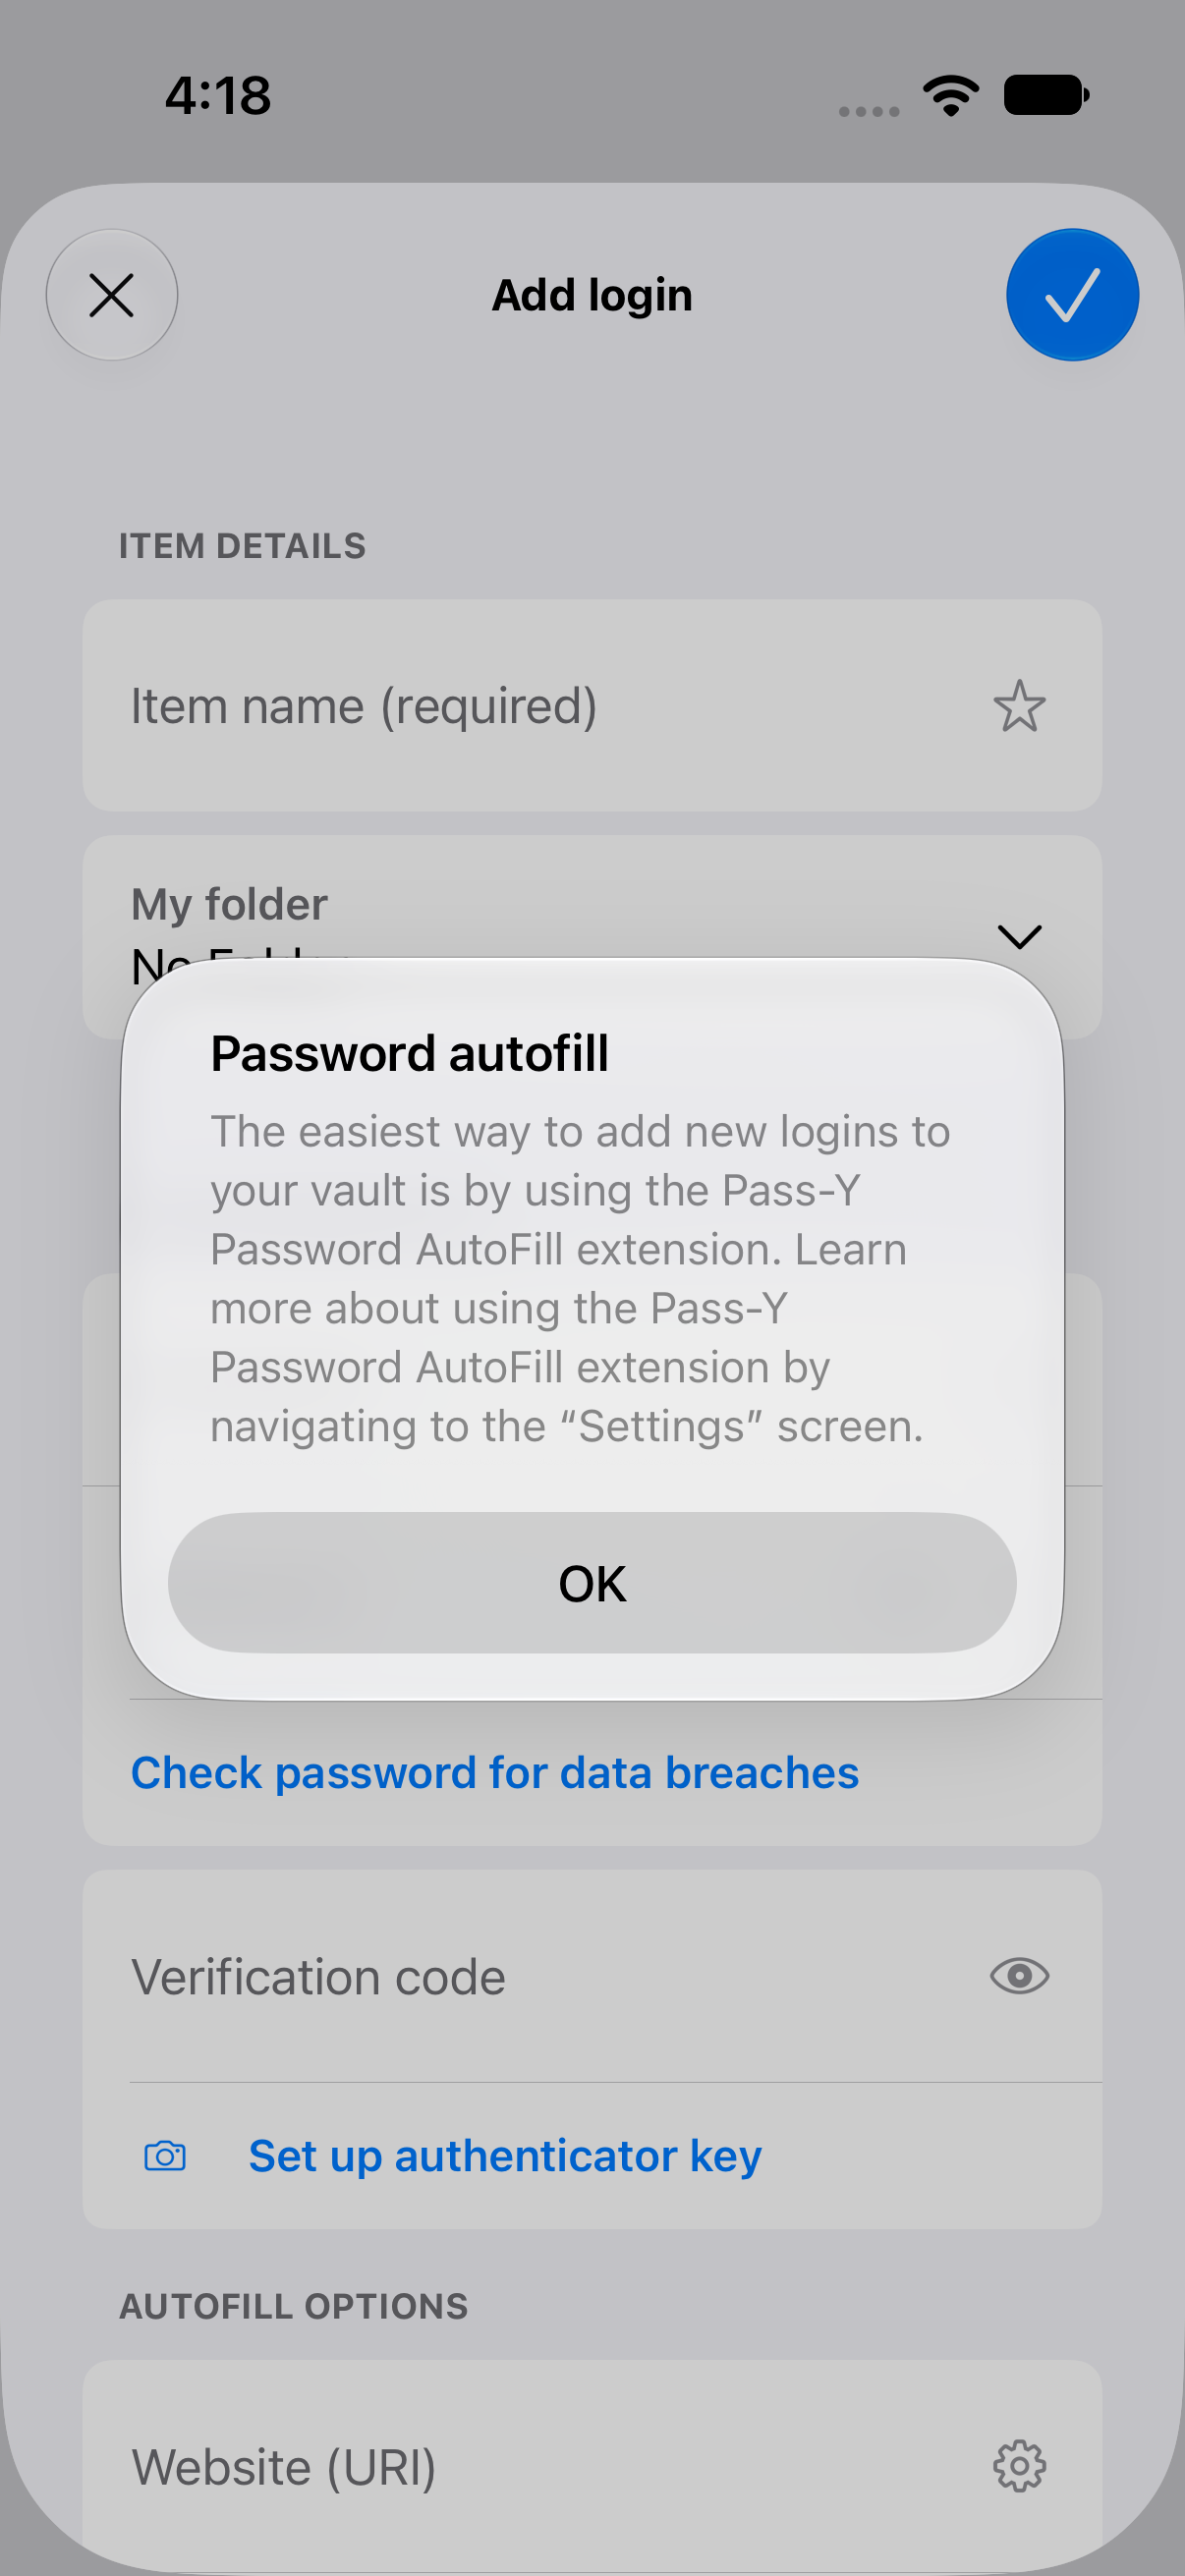 4:18
Add login
ITEM DETAILS
Item name (required)
My folder
Password autofill
The easiest way to add new logins to
your vault is by using the Pass-Y
Password AutoFill extension. Learn
more about using the Pass-Y
Password AutoFill extension by
navigating to the “Settings” screen.
OK
Check password for data breaches
Verification code
Set up authenticator key
AUTOFILL OPTIONS
Website (URI)